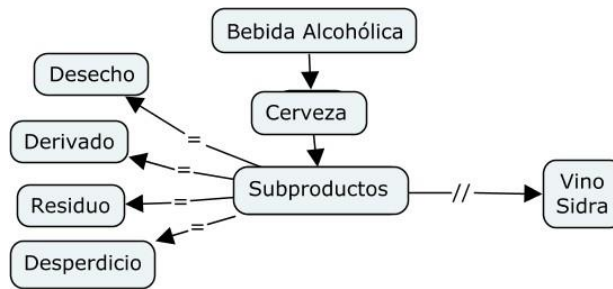 Bebida Alcohólica
Desecho
Cerveza
=
Derivado
=
Subproductos
//
Vino
Sidra
=
Residuo
=
Desperdicio